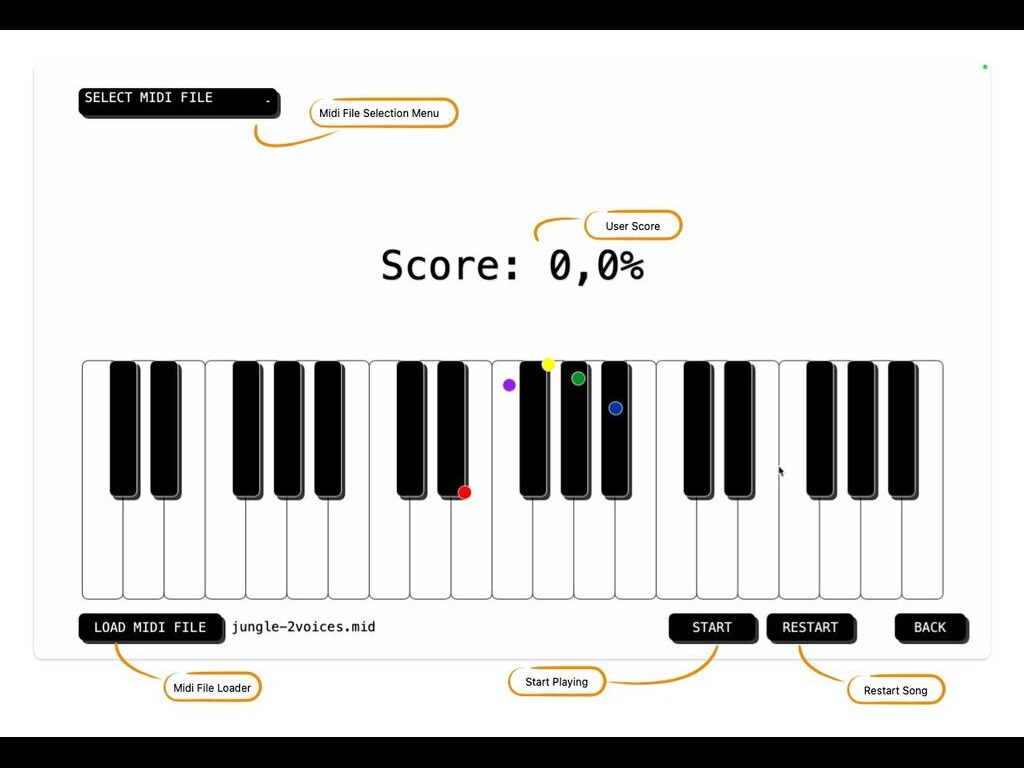 SELECT MIDI FILE
Midi File Selection Menu
User Score
Score: 0,0%
LOAD MIDI FILE
jungle-2voices.mid
START
RESTART
BACK
Midi File Loader
Start Playing
Restart Song